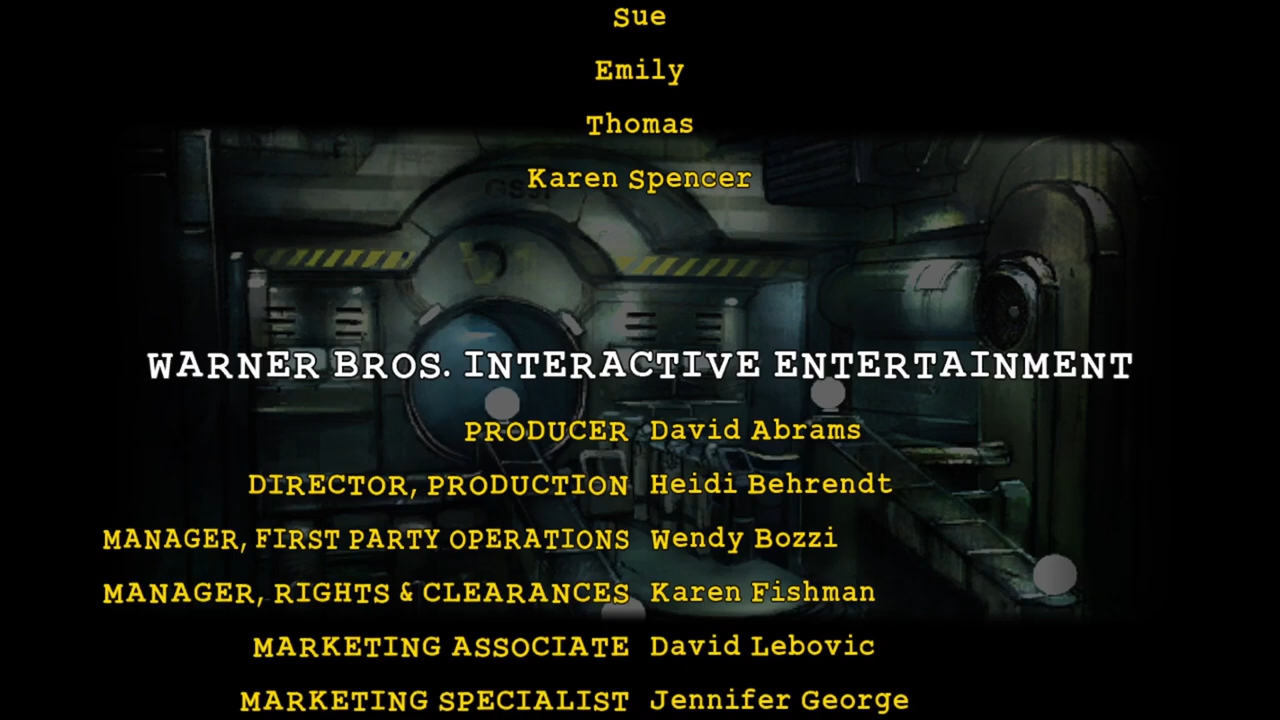 Sue
Emily
Thomas
Karen Spencer
WARNER BROS. INTERACTIVE ENTERTAINMENT
PRODUCER David Abrams
DIRECTOR, PRODUCTION Heidi Behrendt
MANAGER, FIRST PARTY OPERATIONS Wendy Bozzi
MANAGER, RIGHTS & CLEARANCES Karen Fishman
MARKETING ASSOCIATE David Lebovic
MARKETING SPECIALIST Jennifer George